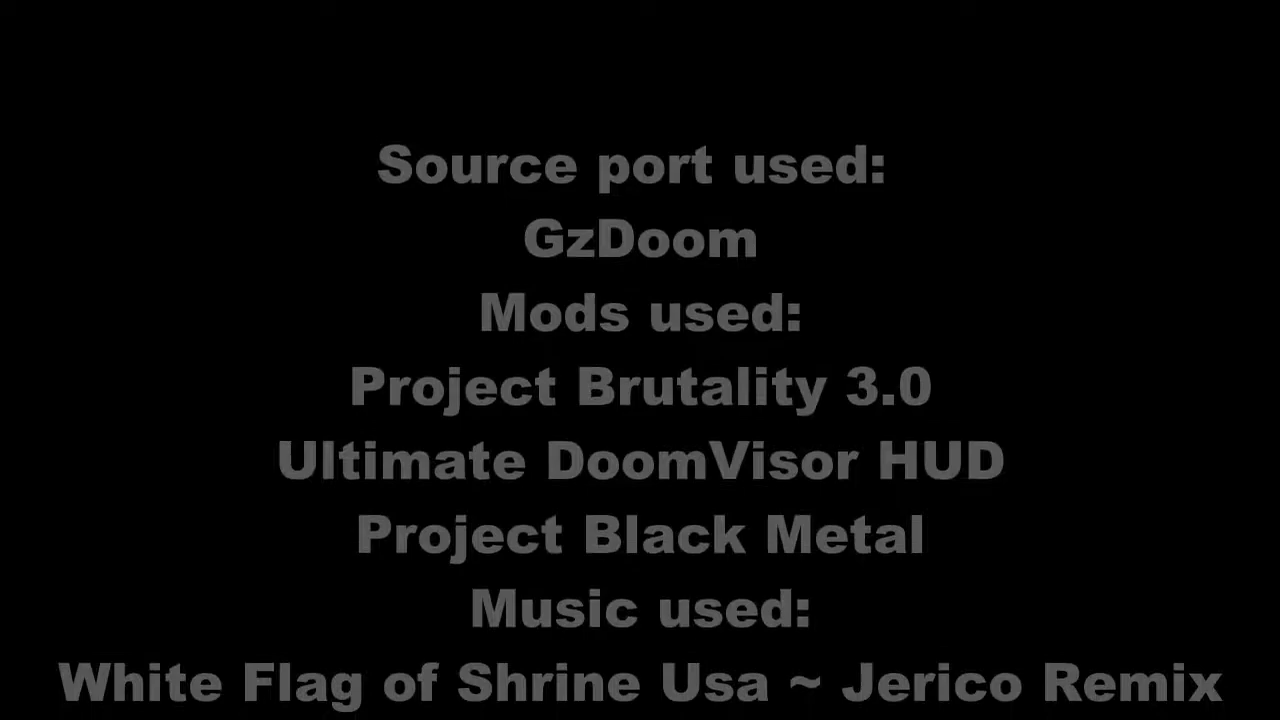 Source port used:
GzDoom
Mods used:
Project Brutality 3.0
Ultimate DoomVisor HUD
Project Black Metal
Music used:
White Flag of Shrine Usa ~ Jerico Remix